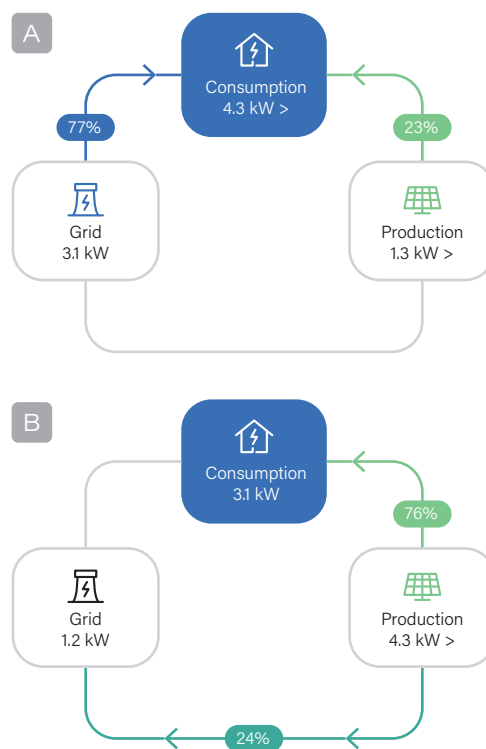 A
Consumption
4.3 kW >
77%
23%
Grid
3.1 kW
Production
1.3 kW >
B
Consumption
3.1 kW
76%
Grid
1.2 kW
Production
4.3 kW >
24%